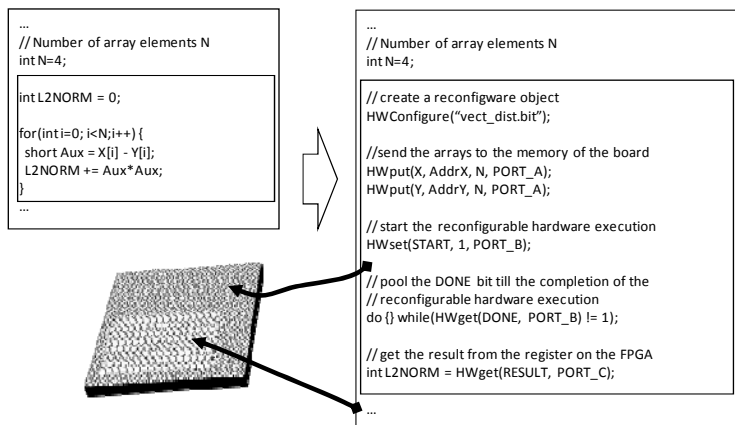 ...
// Number of array elements N
int N=4;
int L2NORM = 0;
for(int i=0; i<N;i++) {
short Aux = X[i] - Y[i];
L2NORM += Aux*Aux;
}
...
...
// Number of array elements N
int N=4;
// create a reconfigware object
HWConfigure(“vect_dist.bit”);
//send the arrays to the memory of the board
HWput(X, AddrX, N, PORT_A);
HWput(Y, AddrY, N, PORT_A);
// start the reconfigurable hardware execution
HWset(START, 1, PORT_B);
// pool the DONE bit till the completion of the
// reconfigurable hardware execution
do {} while(HWget(DONE, PORT_B) != 1);
// get the result from the register on the FPGA
int L2NORM = HWget(RESULT, PORT_C);
...